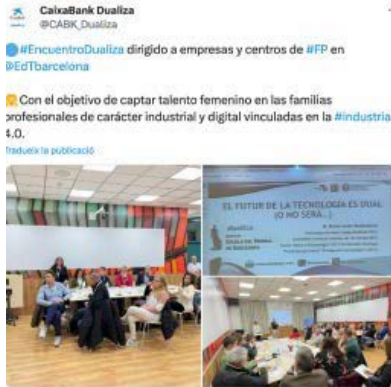 CaixaBank Dualiza
@CABK_Dualiza
#EncuentroDualiza dirigido a empresas y centros de #FP en
@EdTbarcelona
Con el objetivo de captar talento femenino en las familias
profesionales de carácter industrial y digital vinculadas en la #industria
4.0.
Tradueix la publicació
EL FUTUR DE LA TECNOLOGIA ÉS DUAL
(O NO SERÀ...)